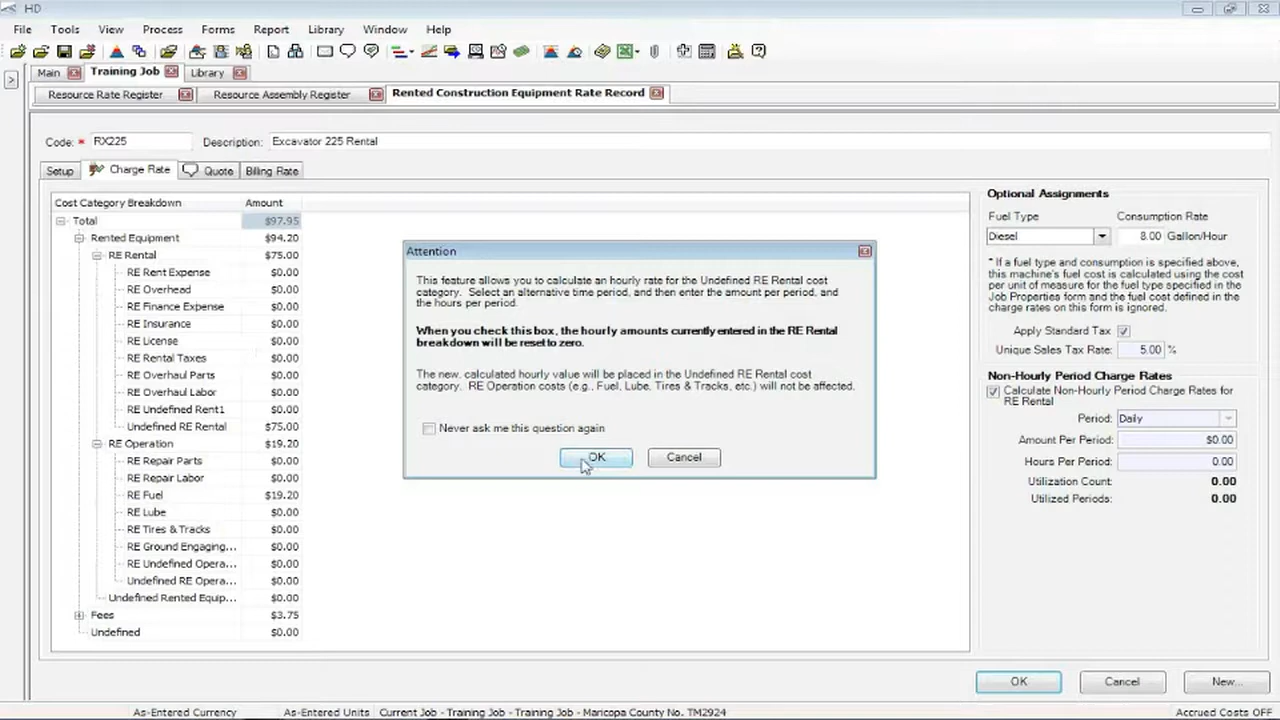 HD
File Tools View Process Forms Report Library Window Help
Main Training Job Library
Resource Rate Register Resource Assembly Register Rented Construction Equipment Rate Record
Code: * RX225 Description: Excavator 225 Rental
Setup Charge Rate Quote Billing Rate
Cost Category Breakdown Amount
Total $97.95
Rented Equipment $94.20
RE Rental $75.00
RE Rent Expense $0.00
RE Overhead $0.00
RE Finance Expense $0.00
RE Insurance $0.00
RE License $0.00
RE Rental Taxes $0.00
RE Overhaul Parts $0.00
RE Overhaul Labor $0.00
RE Undefined Rent1 $0.00
Undefined RE Rental $75.00
RE Operation $19.20
RE Repair Parts $0.00
RE Repair Labor $0.00
RE Fuel $19.20
RE Lube $0.00
RE Tires & Tracks $0.00
RE Ground Engaging... $0.00
RE Undefined Opera... $0.00
Undefined RE Opera... $0.00
Undefined Rented Equip... $0.00
Fees $3.75
Undefined $0.00
Attention
This feature allows you to calculate an hourly rate for the Undefined RE Rental cost
category. Select an alternative time period, and then enter the amount per period, and
the hours per period.
When you check this box, the hourly amounts currently entered in the RE Rental
breakdown will be reset to zero.
The new, calculated hourly value will be placed in the Undefined RE Rental cost
category. RE Operation costs (e.g., Fuel, Lube, Tires & Tracks, etc.) will not be affected.
Never ask me this question again
OK Cancel
Optional Assignments
Fuel Type Consumption Rate
Diesel 8.00 Gallon/Hour
* If a fuel type and consumption is specified above,
this machine's fuel cost is calculated using the cost
per unit of measure for the fuel type specified in the
Job Properties form and the fuel cost defined in the
charge rates on this form is ignored.
Apply Standard Tax
Unique Sales Tax Rate: 5.00 %
Non-Hourly Period Charge Rates
Calculate Non-Hourly Period Charge Rates for
RE Rental
Period: Daily
Amount Per Period: $0.00
Hours Per Period: 0.00
Utilization Count: 0.00
Utilized Periods: 0.00
OK Cancel New...
As-Entered Currency As-Entered Units Current Job - Training Job - Training Job - Maricopa County No. TM2924 Accrued Costs OFF